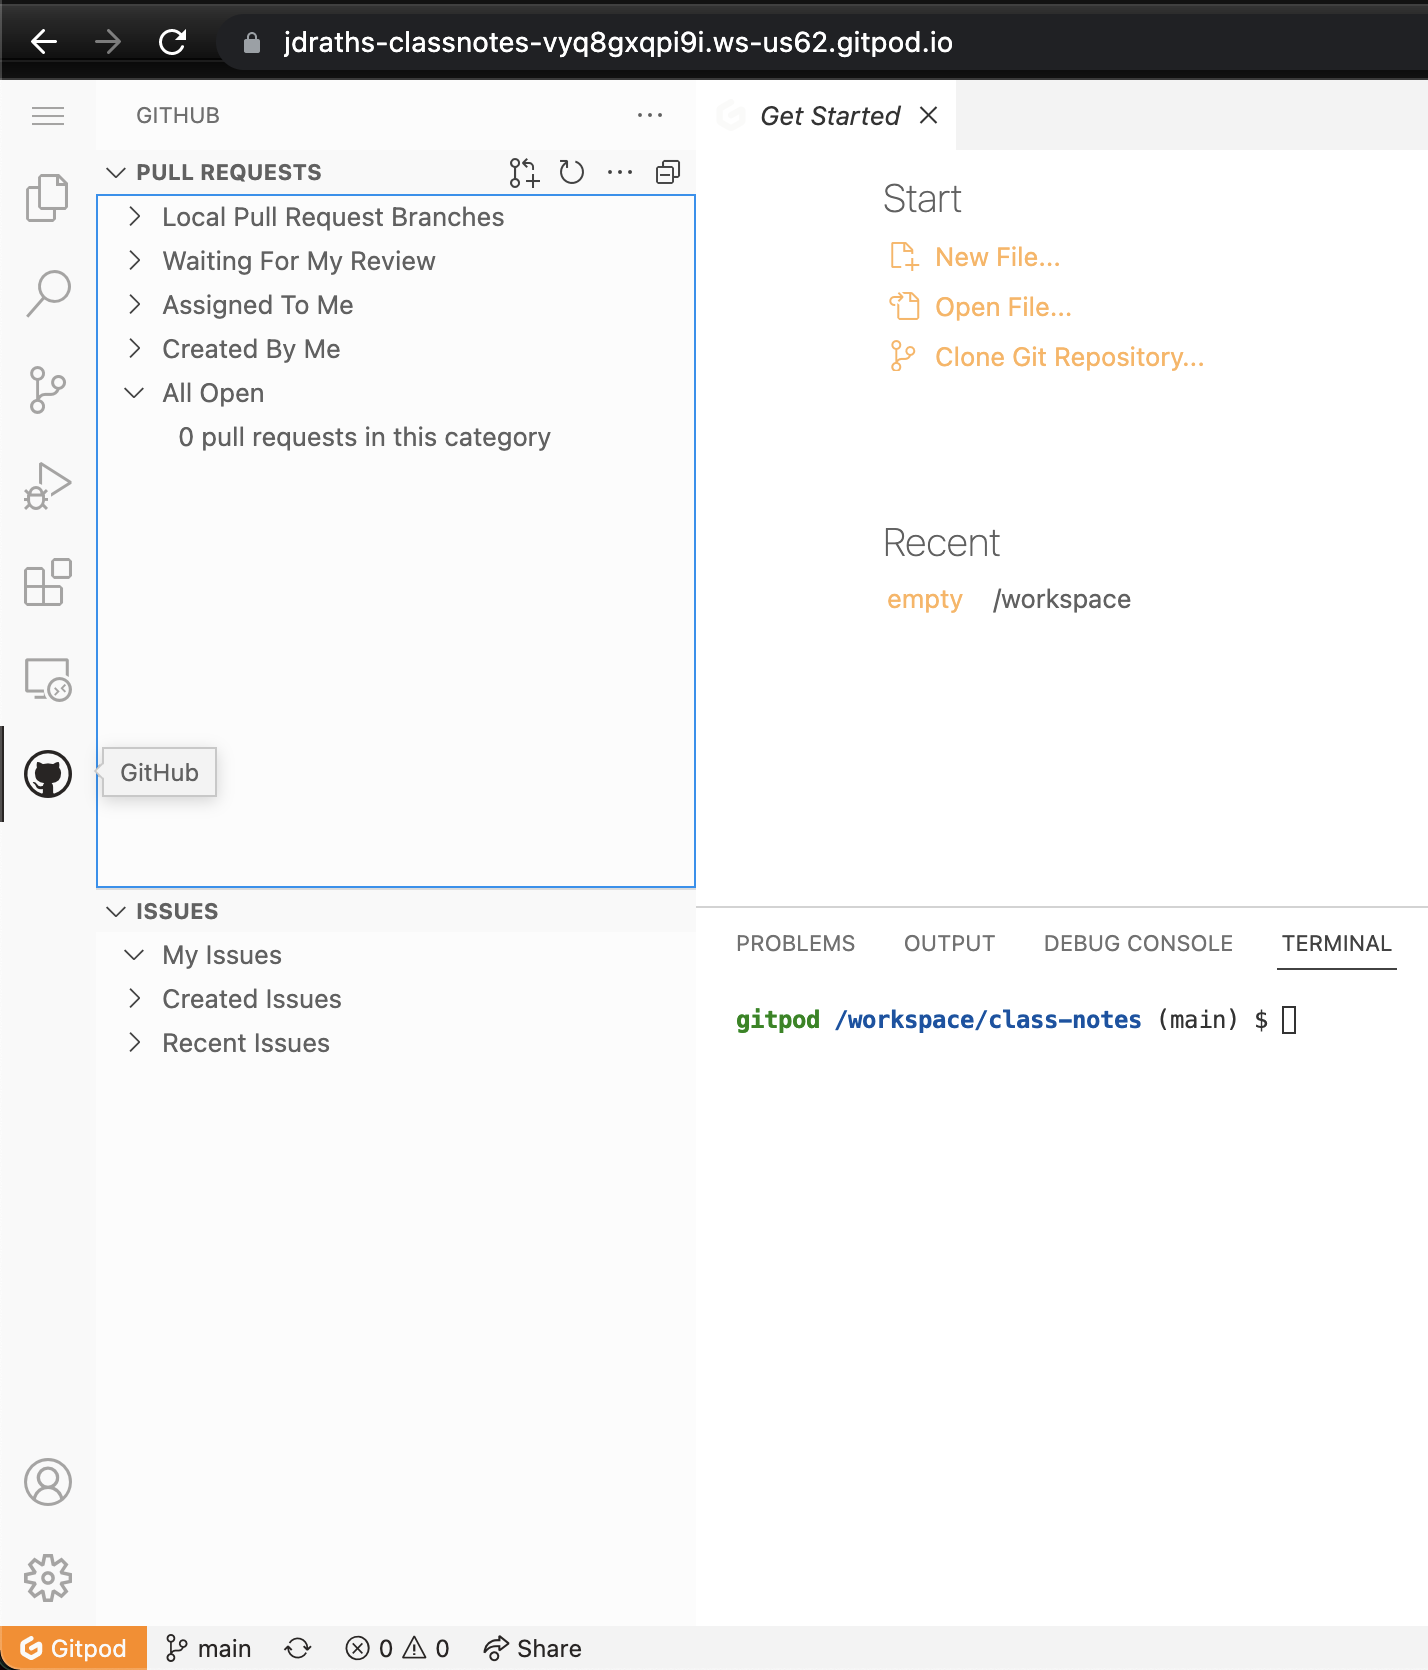 jdraths-classnotes-vyq8gxqpi9i.ws-us62.gitpod.io
GITHUB
PULL REQUESTS
Local Pull Request Branches
Waiting For My Review
Assigned To Me
Created By Me
All Open
0 pull requests in this category
GitHub
ISSUES
My Issues
Created Issues
Recent Issues
Get Started
Start
New File...
Open File...
Clone Git Repository...
Recent
empty /workspace
PROBLEMS OUTPUT DEBUG CONSOLE TERMINAL
gitpod /workspace/class-notes (main) $
Gitpod main 0 0 Share